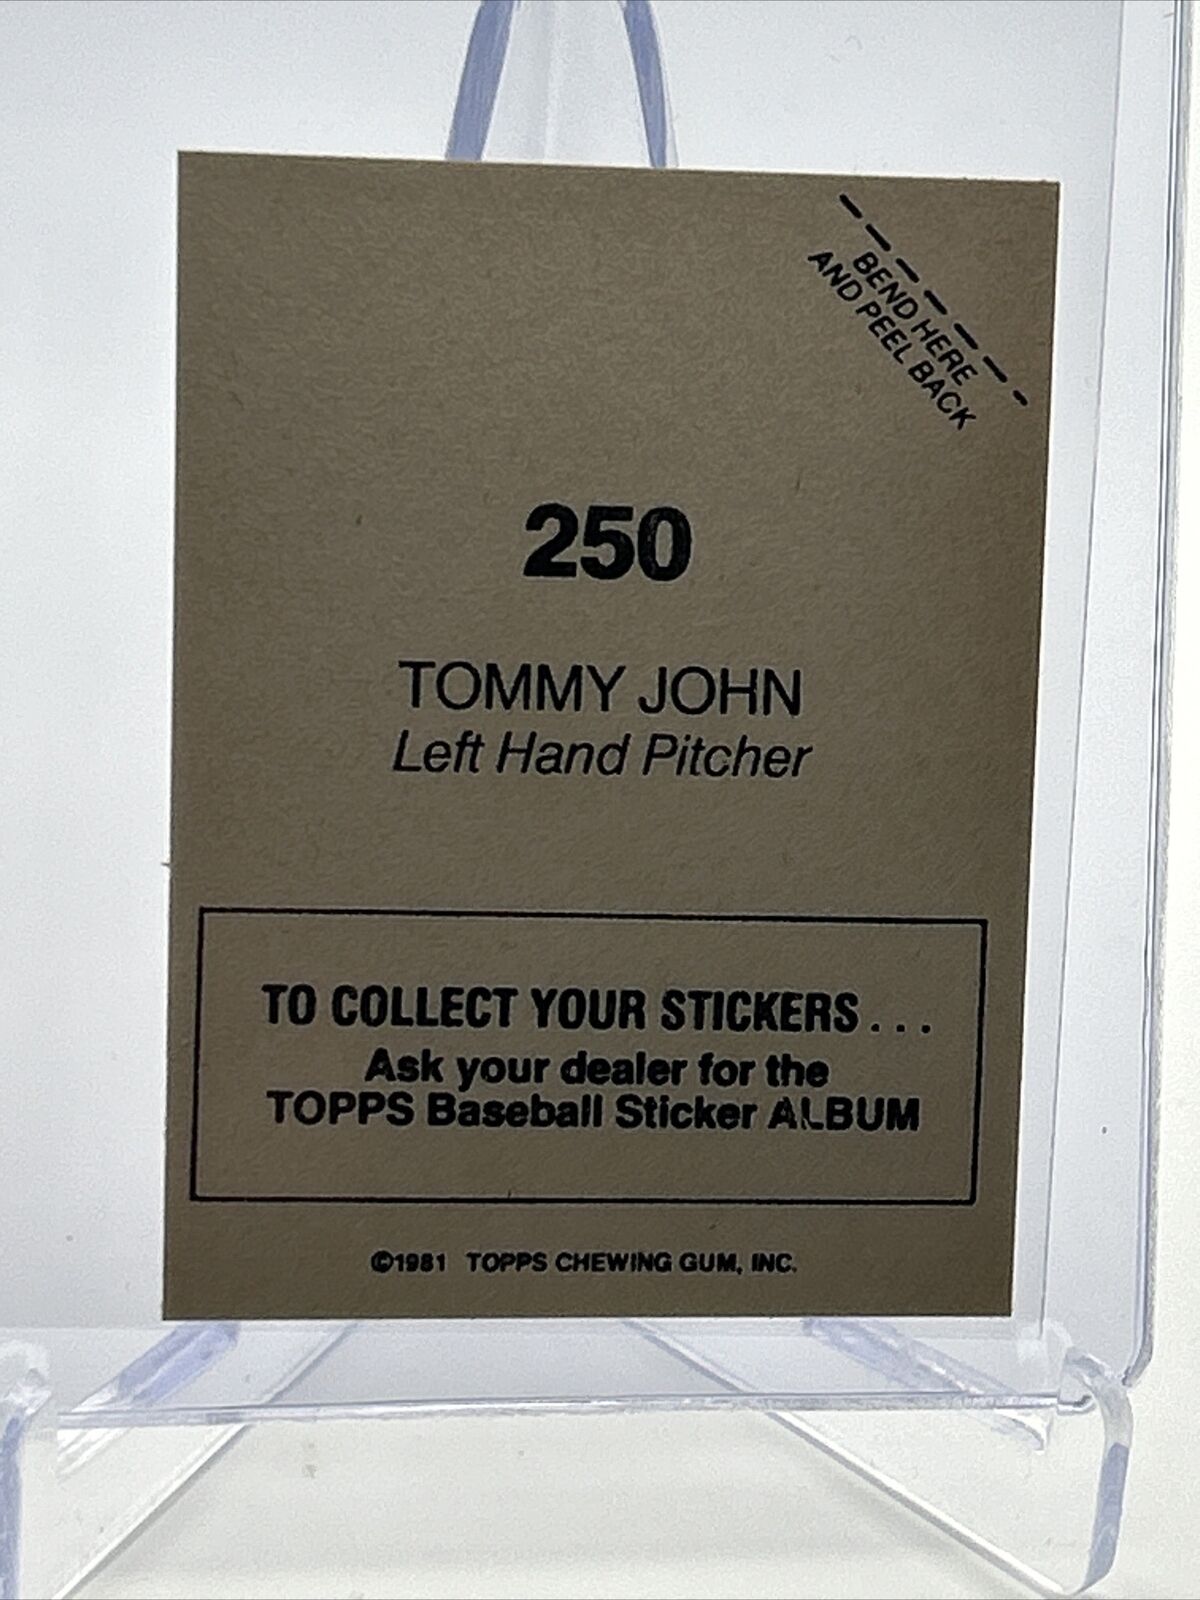 BEND HERE
AND PEEL BACK
250
TOMMY JOHN
Left Hand Pitcher
TO COLLECT YOUR STICKERS...
Ask your dealer for the
TOPPS Baseball Sticker ALBUM
©1981 TOPPS CHEWING GUM, INC.